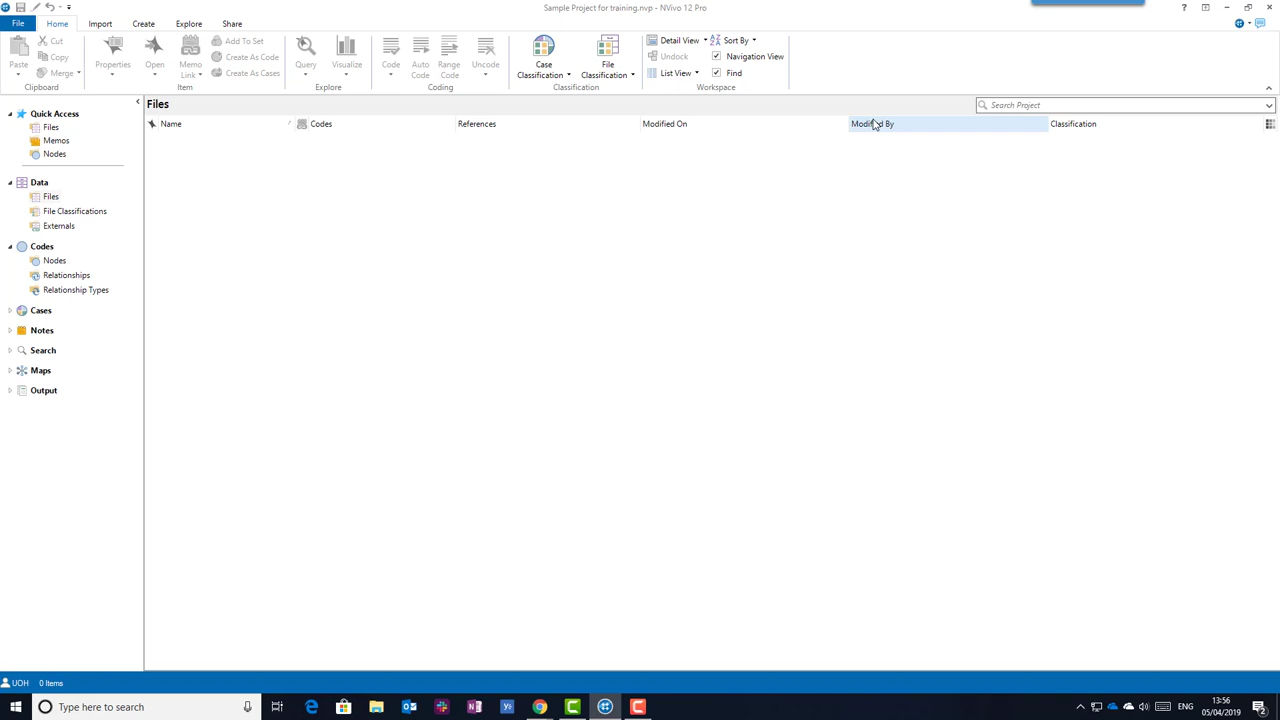 Sample Project for training.nvp - NVivo 12 Pro
File Home Import Create Explore Share
Paste Cut Copy Merge Clipboard
Properties Open Memo Link Add To Set Create As Code Create As Cases Item
Query Visualize Explore
Code Auto Code Range Code Uncode Coding
Case Classification File Classification Classification
Detail View Sort By Undock Navigation View List View Find Workspace
Quick Access
Files
Memos
Nodes
Data
Files
File Classifications
Externals
Codes
Nodes
Relationships
Relationship Types
Cases
Notes
Search
Maps
Output
Files Search Project
Name Codes References Modified On Modified By Classification
UOH 0 Items
Type here to search
ENG 13:56
05/04/2019